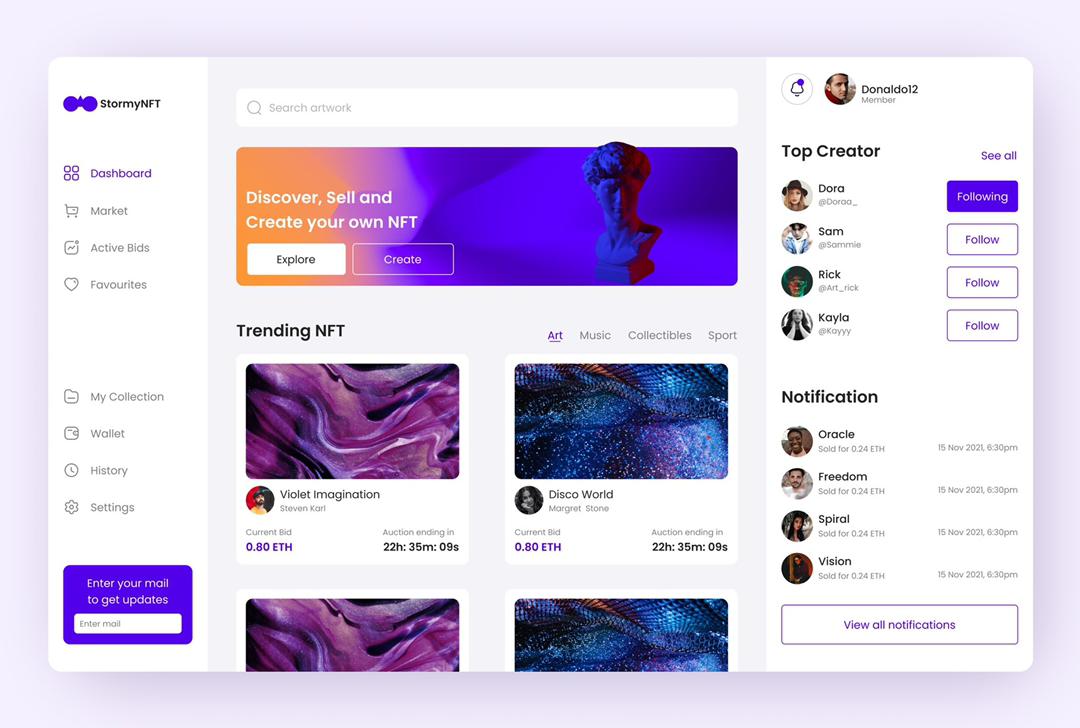 StormyNFT
Dashboard
Market
Active Bids
Favourites
My Collection
Wallet
History
Settings
Enter your mail
to get updates
Enter mail
Search artwork
Discover, Sell and
Create your own NFT
Explore
Create
Trending NFT
Art
Music
Collectibles
Sport
Violet Imagination
Steven Karl
Current Bid
Auction ending in
0.80 ETH
22h: 35m: 09s
Disco World
Margret Stone
Current Bid
Auction ending in
0.80 ETH
22h: 35m: 09s
Donaldo12
Member
Top Creator
See all
Dora
@Doraa_
Following
Sam
@Sammie
Follow
Rick
@Art_rick
Follow
Kayla
@Kayyy
Follow
Notification
Oracle
Sold for 0.24 ETH
15 Nov 2021, 6:30pm
Freedom
Sold for 0.24 ETH
15 Nov 2021, 6:30pm
Spiral
Sold for 0.24 ETH
15 Nov 2021, 6:30pm
Vision
Sold for 0.24 ETH
15 Nov 2021, 6:30pm
View all notifications